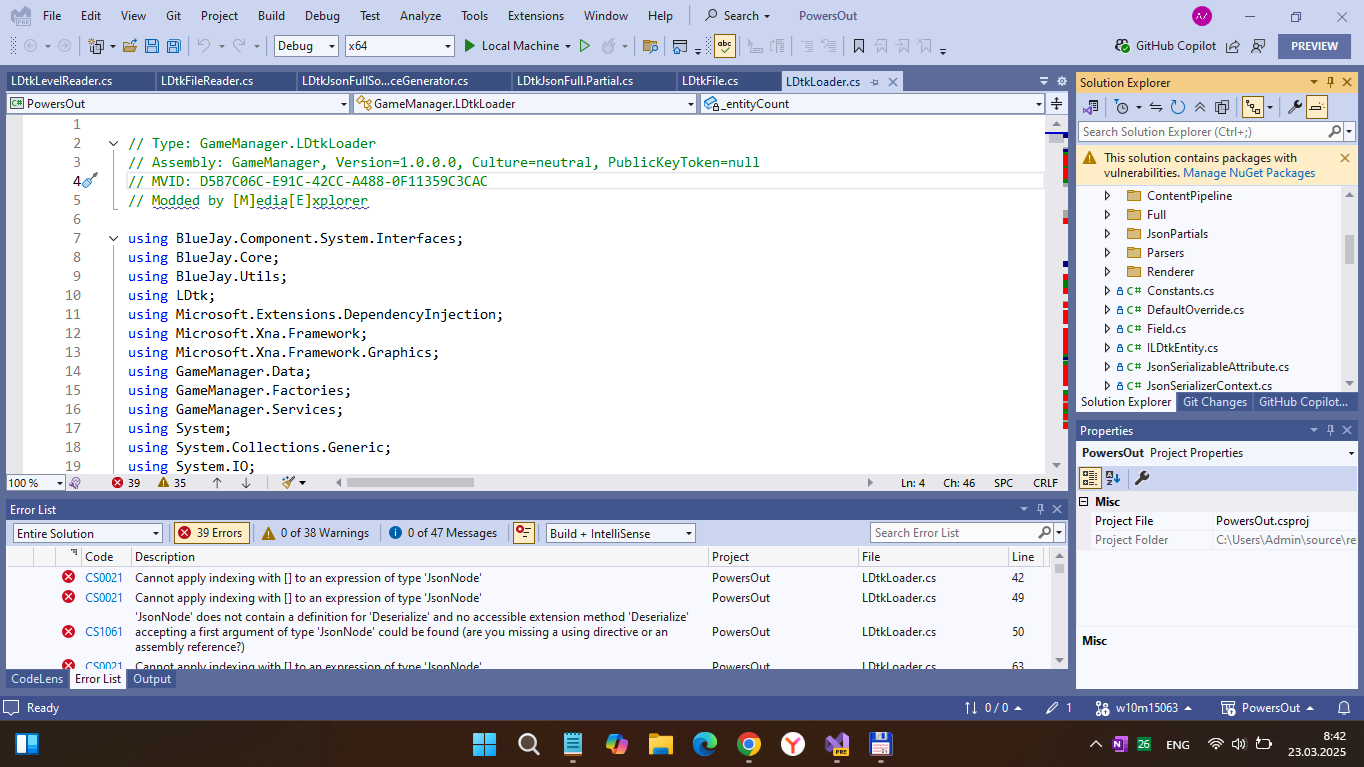 File Edit View Git Project Build Debug Test Analyze Tools Extensions Window Help Search PowersOut
Debug x64 Local Machine abc GitHub Copilot PREVIEW
LDtkLevelReader.cs LDtkFileReader.cs LDtkJsonFullSo...ceGenerator.cs LDtkJsonFull.Partial.cs LDtkFile.cs LDtkLoader.cs
PowersOut GameManager.LDtkLoader _entityCount
1
2 // Type: GameManager.LDtkLoader
3 // Assembly: GameManager, Version=1.0.0.0, Culture=neutral, PublicKeyToken=null
4 // MVID: D5B7C06C-E91C-42CC-A488-0F11359C3CAC
5 // Modded by [M]edia[E]xplorer
6
7 using BlueJay.Component.System.Interfaces;
8 using BlueJay.Core;
9 using BlueJay.Utils;
10 using LDtk;
11 using Microsoft.Extensions.DependencyInjection;
12 using Microsoft.Xna.Framework;
13 using Microsoft.Xna.Framework.Graphics;
14 using GameManager.Data;
15 using GameManager.Factories;
16 using GameManager.Services;
17 using System;
18 using System.Collections.Generic;
19 using System.IO;
100 % 39 35 Ln: 4 Ch: 46 SPC CRLF
Error List
Entire Solution 39 Errors 0 of 38 Warnings 0 of 47 Messages Build + IntelliSense Search Error List
Code Description Project File Line
CS0021 Cannot apply indexing with [] to an expression of type 'JsonNode' PowersOut LDtkLoader.cs 42
CS0021 Cannot apply indexing with [] to an expression of type 'JsonNode' PowersOut LDtkLoader.cs 49
'JsonNode' does not contain a definition for 'Deserialize' and no accessible extension method 'Deserialize'
CS1061 accepting a first argument of type 'JsonNode' could be found (are you missing a using directive or an PowersOut LDtkLoader.cs 50
assembly reference?)
CS0021 Cannot apply indexing with [] to an expression of type 'JsonNode' PowersOut LDtkLoader.cs 63
CodeLens Error List Output
Solution Explorer
Search Solution Explorer (Ctrl+;)
This solution contains packages with
vulnerabilities. Manage NuGet Packages
ContentPipeline
Full
JsonPartials
Parsers
Renderer
C# Constants.cs
C# DefaultOverride.cs
C# Field.cs
C# ILDtkEntity.cs
C# JsonSerializableAttribute.cs
C# JsonSerializerContext.cs
Solution Explorer Git Changes GitHub Copilot...
Properties
PowersOut Project Properties
Misc
Project File PowersOut.csproj
Project Folder C:\Users\Admin\source\re
Misc
Ready 0 / 0 1 w10m15063 PowersOut
PRE
26 ENG 8:42
23.03.2025